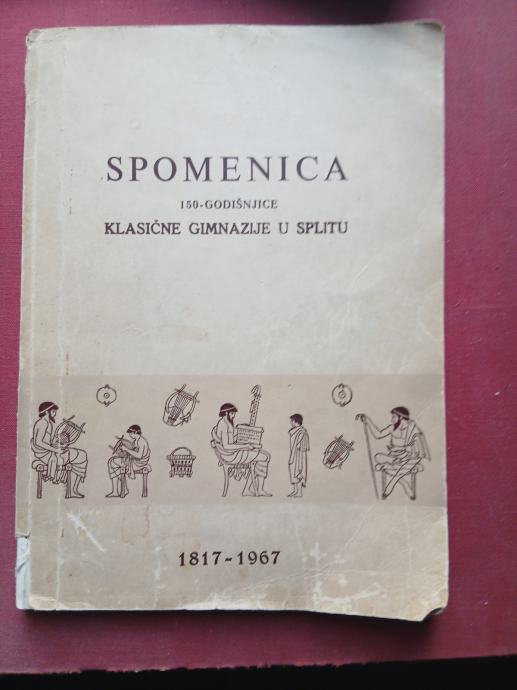 SPOMENICA
150-GODIŠNJICE
KLASIČNE GIMNAZIJE U SPLITU
1817-1967